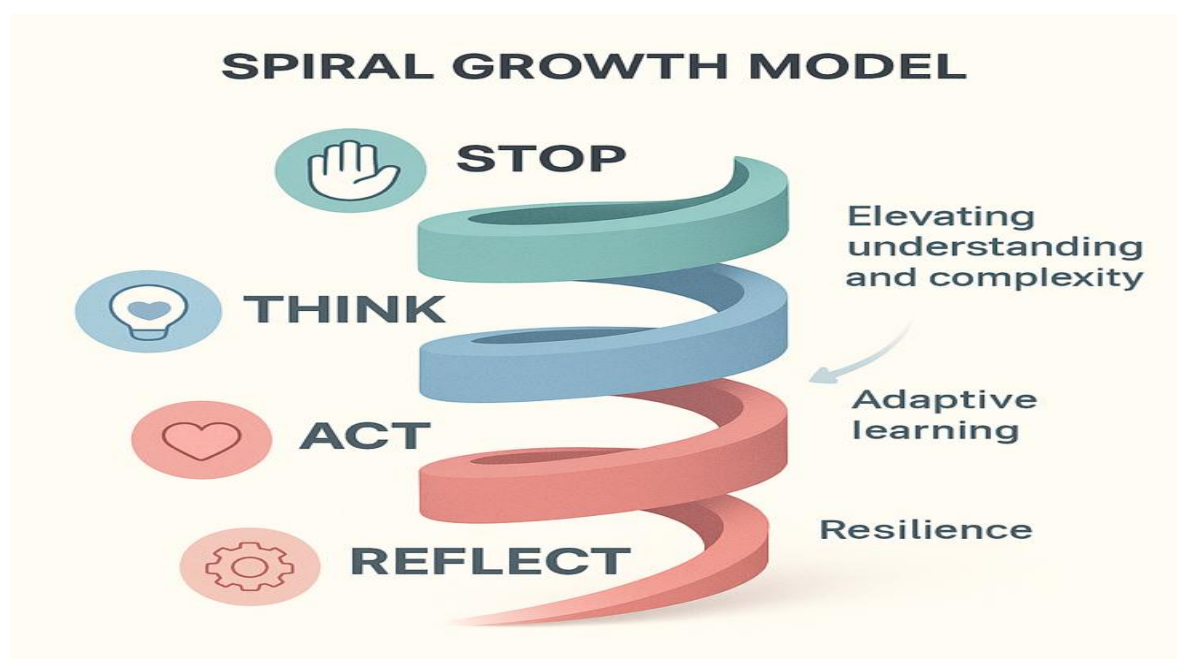 SPIRAL GROWTH MODEL
STOP
THINK
ACT
REFLECT
Elevating
understanding
and complexity
Adaptive
learning
Resilience